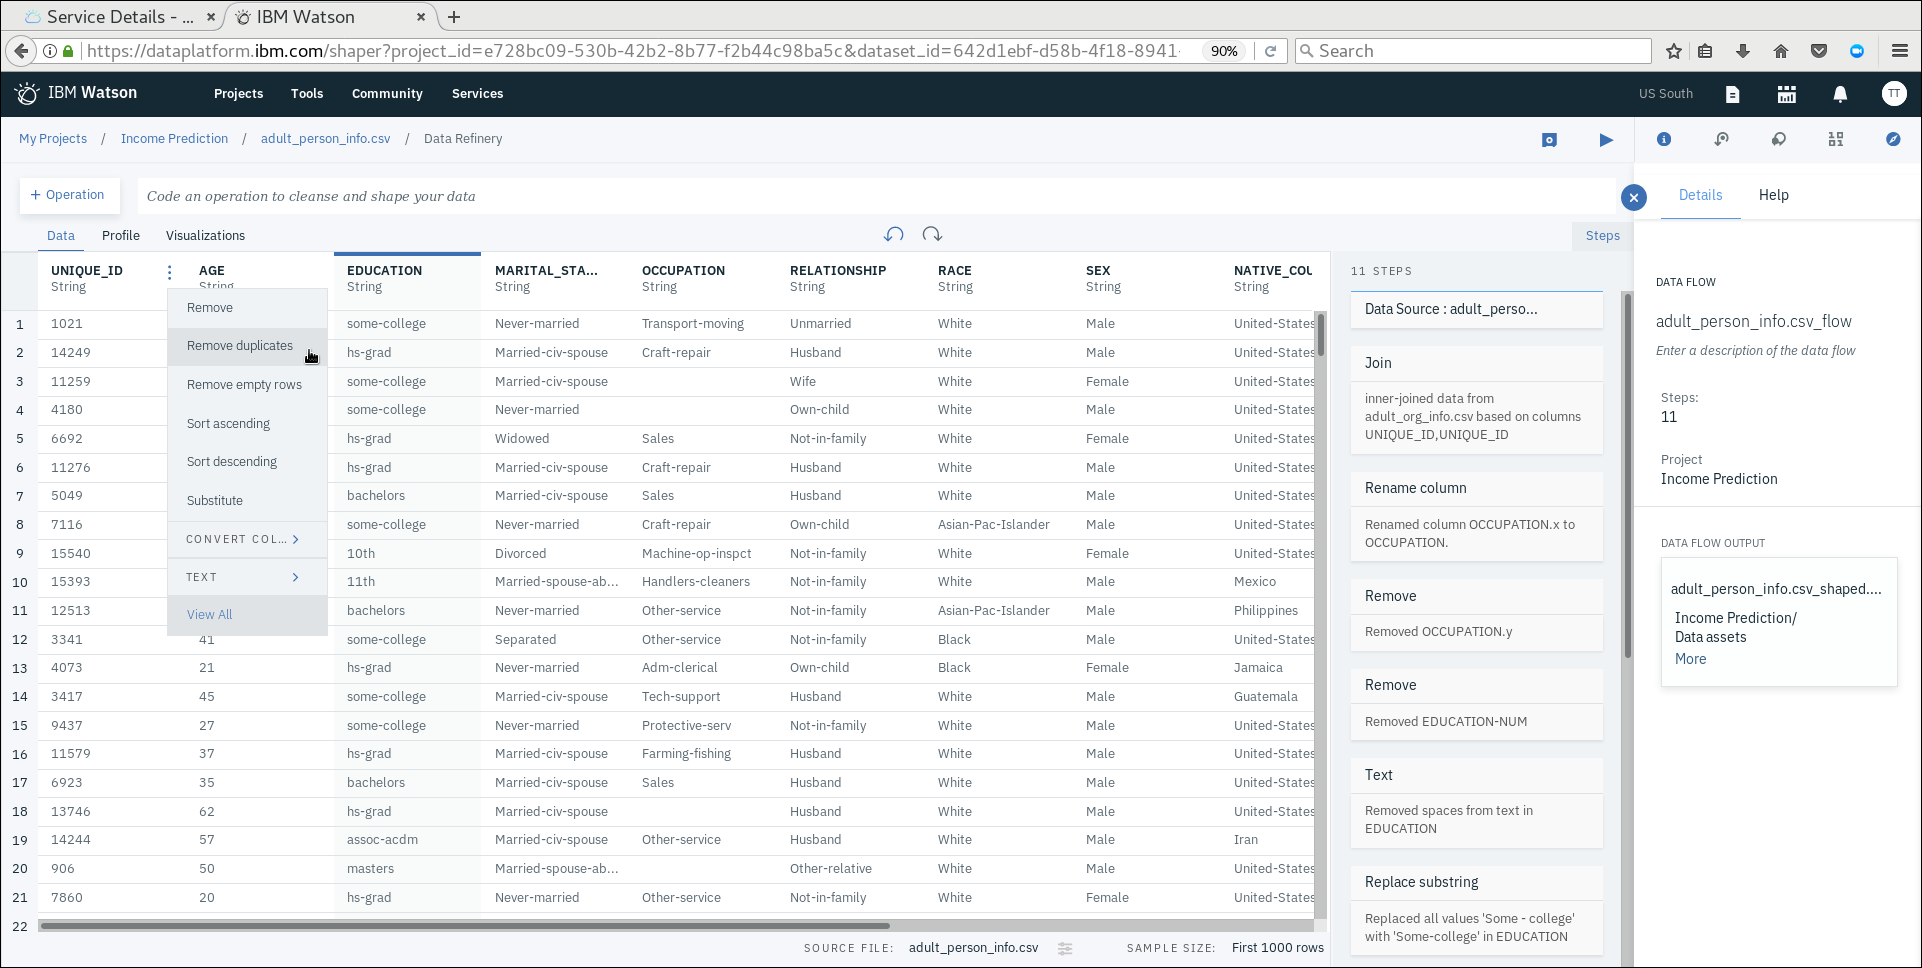 Service Details - ...
IBM Watson
https://dataplatform.ibm.com/shaper?project_id=e728bc09-530b-42b2-8b77-f2b44c98ba5c&dataset_id=642d1ebf-d58b-4f18-8941-
90%
Search
IBM Watson
Projects
Tools
Community
Services
US South
TT
My Projects / Income Prediction / adult_person_info.csv / Data Refinery
+ Operation
Code an operation to cleanse and shape your data
Data
Profile
Visualizations
Steps
UNIQUE_ID AGE EDUCATION MARITAL_STA... OCCUPATION RELATIONSHIP RACE SEX NATIVE_COU
String String String String String String String String String
1 1021 some-college Never-married Transport-moving Unmarried White Male United-States
2 14249 hs-grad Married-civ-spouse Craft-repair Husband White Male United-States
3 11259 some-college Married-civ-spouse Wife White Female United-States
4 4180 some-college Never-married Own-child White Male United-States
5 6692 hs-grad Widowed Sales Not-in-family White Female United-States
6 11276 hs-grad Married-civ-spouse Craft-repair Husband White Male United-States
7 5049 bachelors Married-civ-spouse Sales Husband White Male United-States
8 7116 some-college Never-married Craft-repair Own-child Asian-Pac-Islander Male United-States
9 15540 10th Divorced Machine-op-inspct Not-in-family White Female United-States
10 15393 11th Married-spouse-ab... Handlers-cleaners Not-in-family White Male Mexico
11 12513 bachelors Never-married Other-service Not-in-family Asian-Pac-Islander Male Philippines
12 3341 41 some-college Separated Other-service Not-in-family Black Male United-States
13 4073 21 hs-grad Never-married Adm-clerical Own-child Black Female Jamaica
14 3417 45 some-college Married-civ-spouse Tech-support Husband White Male Guatemala
15 9437 27 some-college Never-married Protective-serv Not-in-family White Male United-States
16 11579 37 hs-grad Married-civ-spouse Farming-fishing Husband White Male United-States
17 6923 35 bachelors Married-civ-spouse Sales Husband White Male United-States
18 13746 62 hs-grad Married-civ-spouse Husband White Male United-States
19 14244 57 assoc-acdm Married-civ-spouse Other-service Husband White Male Iran
20 906 50 masters Married-spouse-ab... Other-relative White Male United-States
21 7860 20 hs-grad Never-married Other-service Not-in-family White Female United-States
22
Remove
Remove duplicates
Remove empty rows
Sort ascending
Sort descending
Substitute
CONVERT COL...
TEXT
View All
SOURCE FILE: adult_person_info.csv
SAMPLE SIZE: First 1000 rows
11 STEPS
Data Source : adult_perso...
Join
inner-joined data from
adult_org_info.csv based on columns
UNIQUE_ID,UNIQUE_ID
Rename column
Renamed column OCCUPATION.x to
OCCUPATION.
Remove
Removed OCCUPATION.y
Remove
Removed EDUCATION-NUM
Text
Removed spaces from text in
EDUCATION
Replace substring
Replaced all values 'Some - college'
with 'Some-college' in EDUCATION
Details
Help
DATA FLOW
adult_person_info.csv_flow
Enter a description of the data flow
Steps:
11
Project
Income Prediction
DATA FLOW OUTPUT
adult_person_info.csv_shaped....
Income Prediction/
Data assets
More